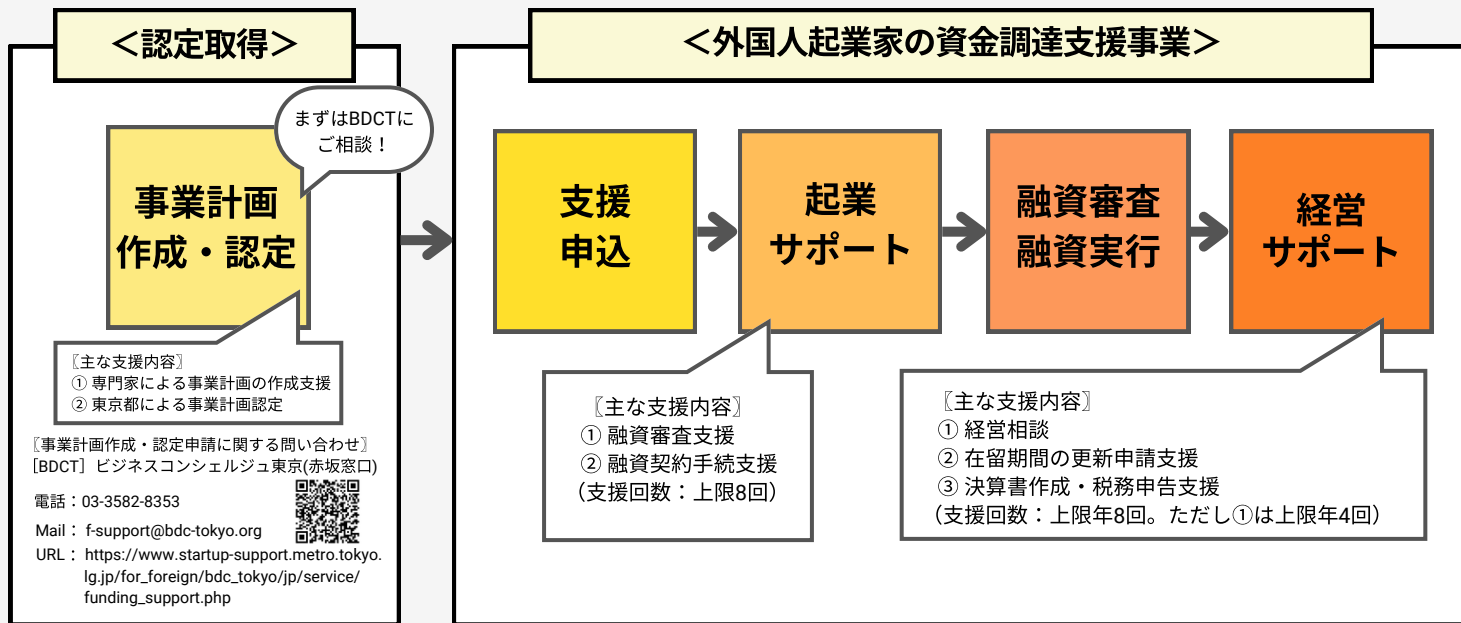 ＜認定取得＞
まずはBDCTに
ご相談！
事業計画
作成・認定
〖主な支援内容〗
① 専門家による事業計画の作成支援
② 東京都による事業計画認定
〖事業計画作成・認定申請に関する問い合わせ〗
［BDCT］ビジネスコンシェルジュ東京(赤坂窓口)
電話：03-3582-8353
Mail： f-support@bdc-tokyo.org
URL： https://www.startup-support.metro.tokyo.
lg.jp/for_foreign/bdc_tokyo/jp/service/
funding_support.php
＜外国人起業家の資金調達支援事業＞
支援
申込
起業
サポート
融資審査
融資実行
経営
サポート
〖主な支援内容〗
① 融資審査支援
② 融資契約手続支援
（支援回数：上限8回）
〖主な支援内容〗
① 経営相談
② 在留期間の更新申請支援
③ 決算書作成・税務申告支援
（支援回数：上限年8回。ただし①は上限年4回）